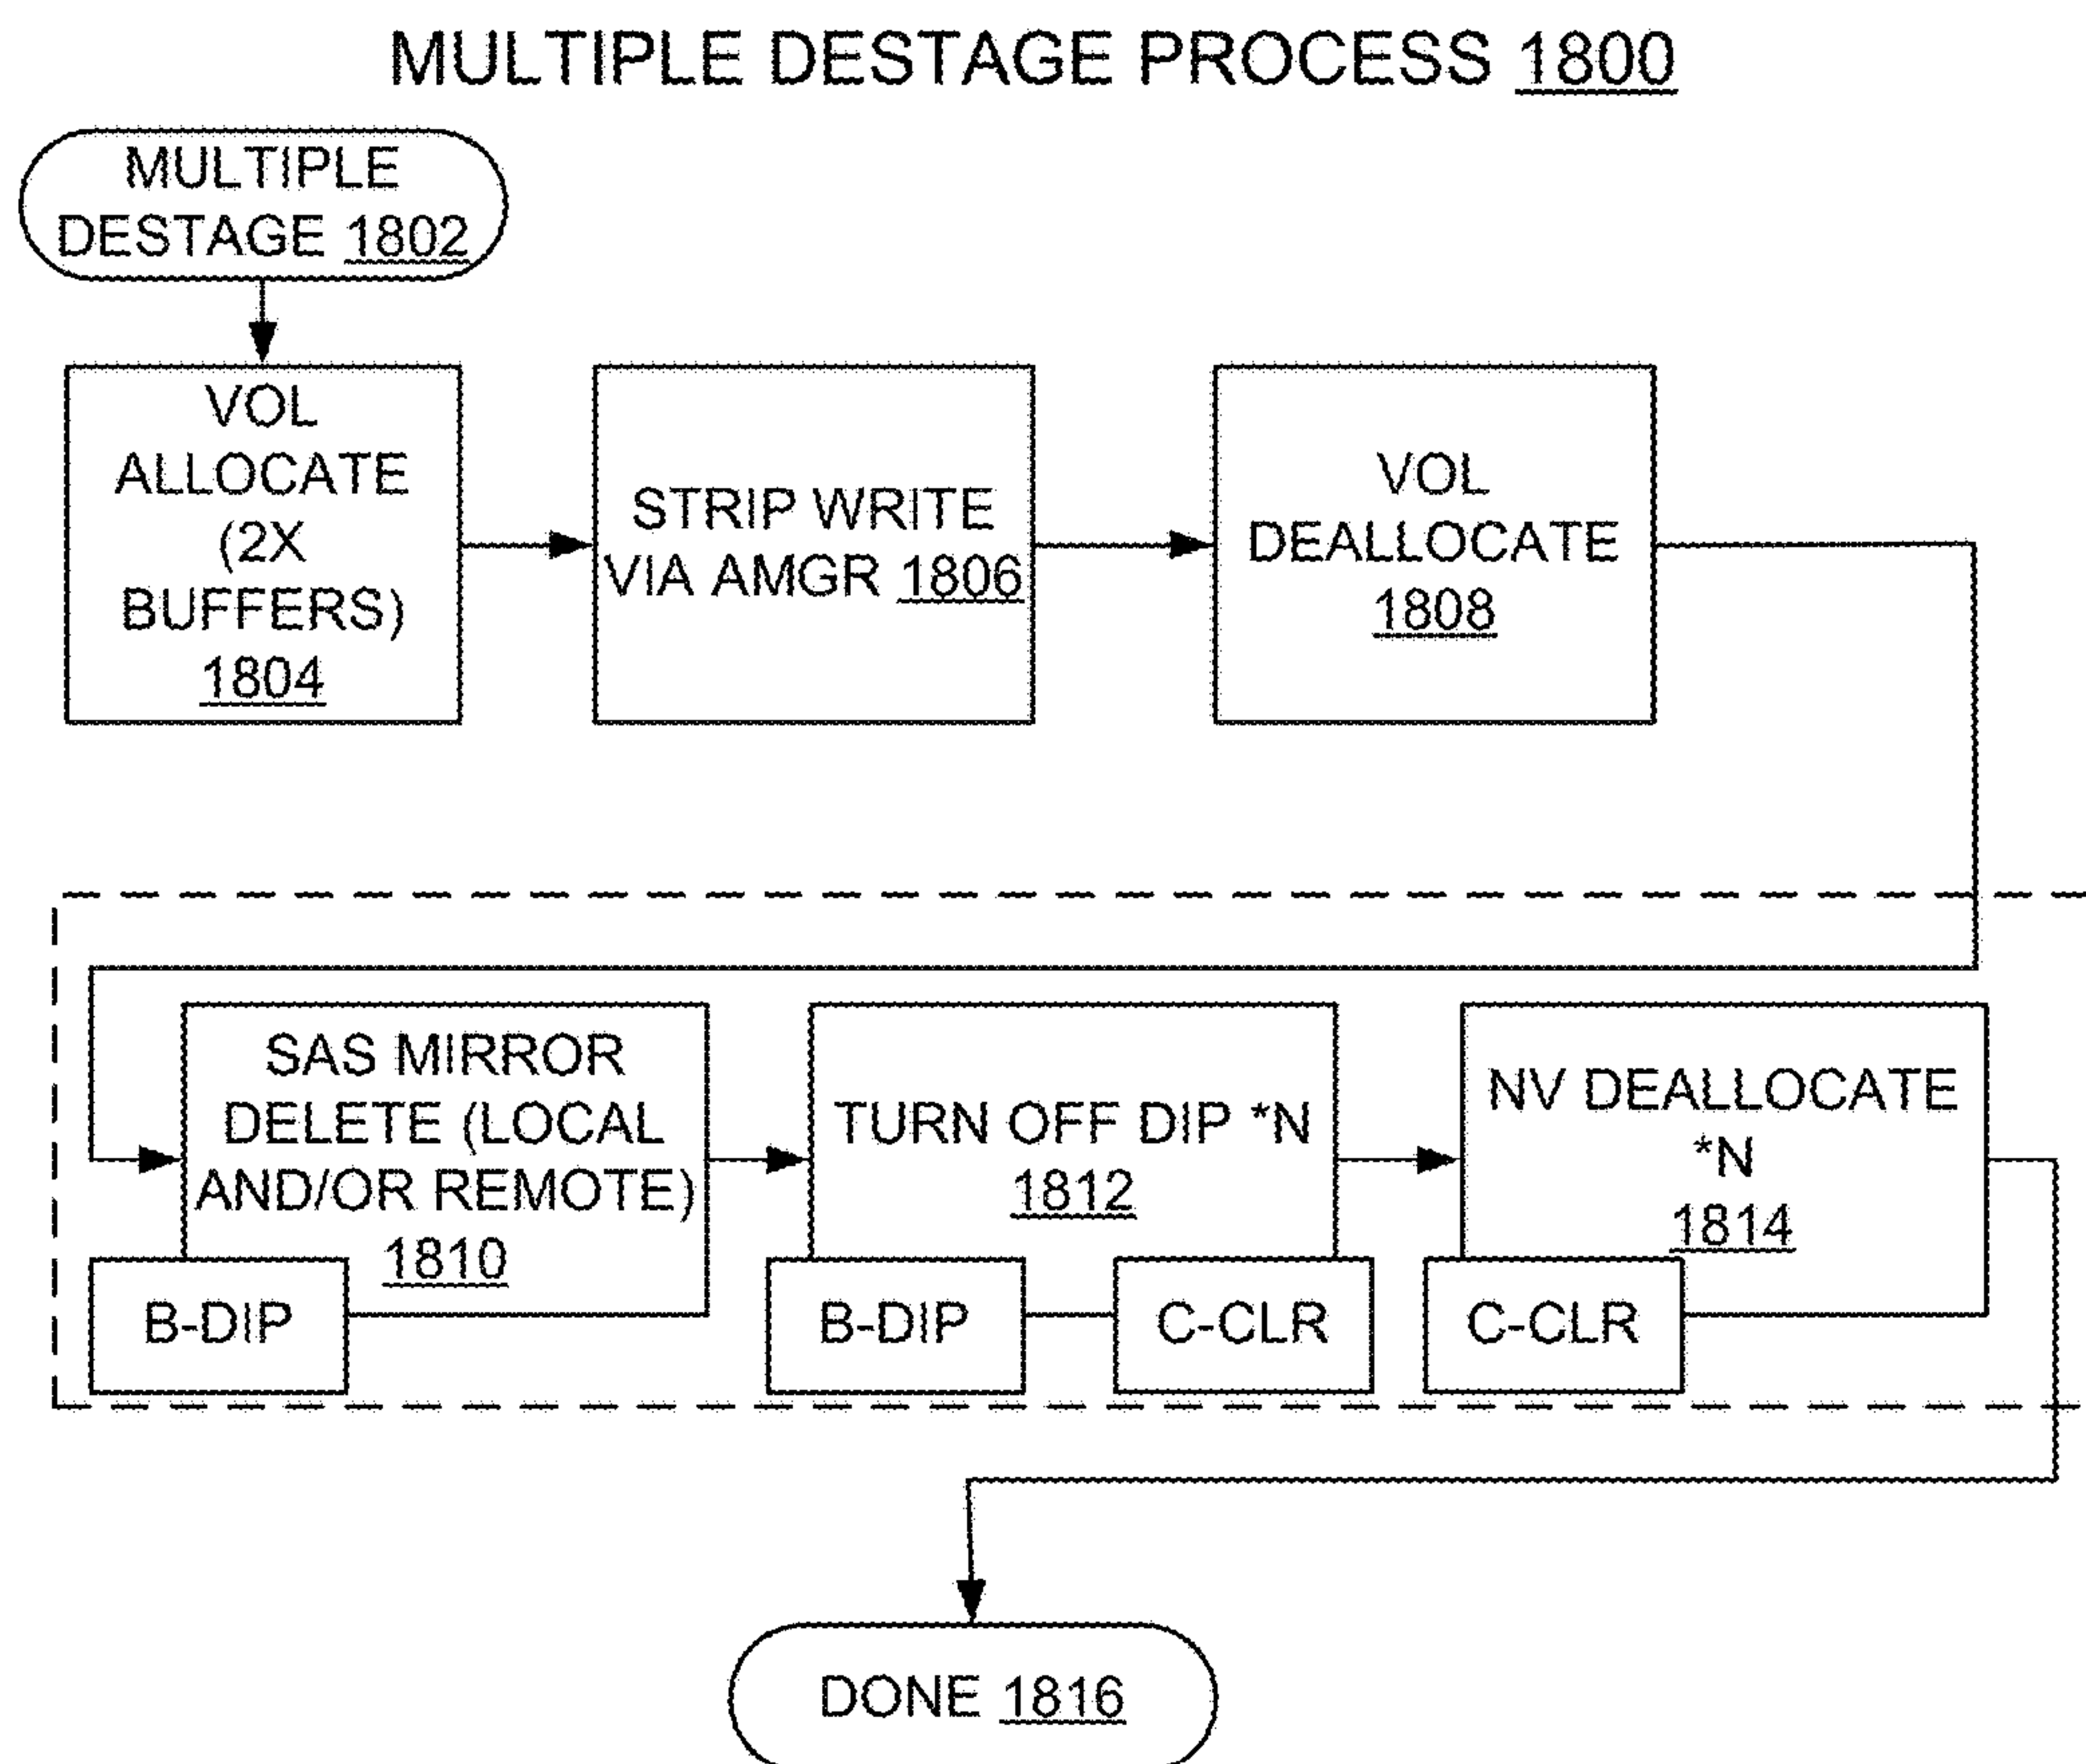 MULTIPLE DESTAGE PROCESS 1800
MULTIPLE
DESTAGE 1802
VOL
ALLOCATE
(2X
BUFFERS)
1804
STRIP WRITE
VIA AMGR 1806
VOL
DEALLOCATE
1808
SAS MIRROR
DELETE (LOCAL
AND/OR REMOTE)
1810
B-DIP
TURN OFF DIP *N
1812
B-DIP
C-CLR
NV DEALLOCATE
*N
1814
C-CLR
DONE 1816